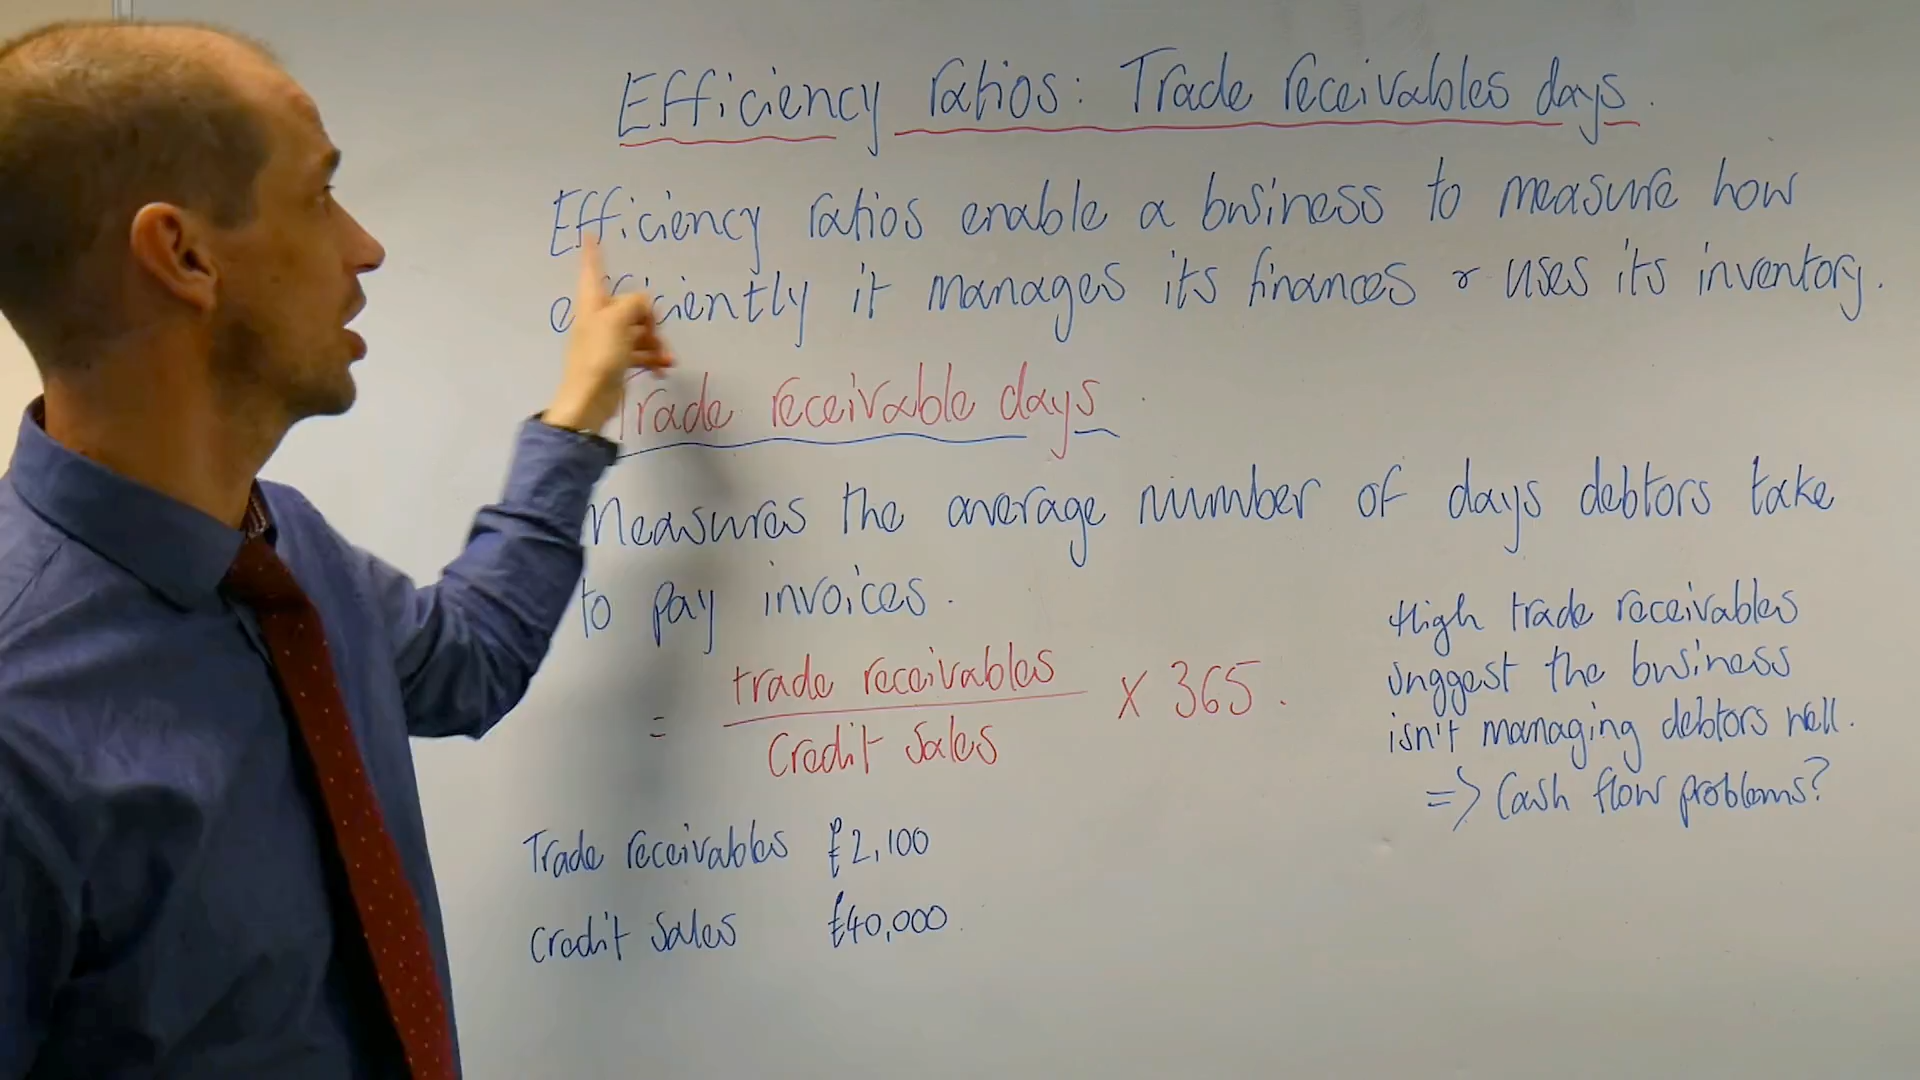 Efficiency ratios: Trade receivables days.
Efficiency ratios enable a business to measure how
efficiently it manages its finances & uses its inventory.
Trade receivable days
Measures the average number of days debtors take
to pay invoices.
= trade receivables
credit sales
x 365.
High trade receivables
suggest the business
isn't managing debtors well.
=> Cash flow problems?
Trade receivables £2,100
Credit sales £40,000